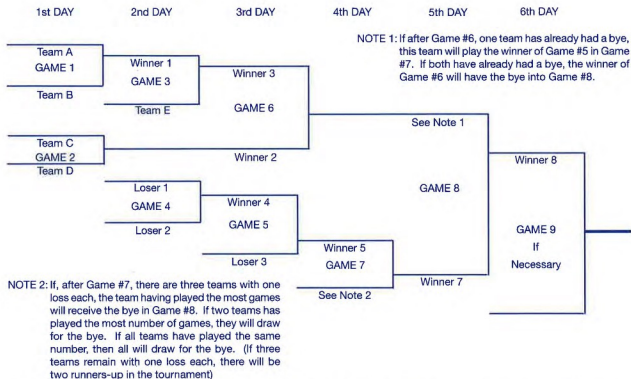 1st DAY 2nd DAY 3rd DAY 4th DAY 5th DAY 6th DAY
NOTE 1: If after Game #6, one team has already had a bye,
this team will play the winner of Game #5 in Game
#7. If both have already had a bye, the winner of
Game #6 will have the bye into Game #8.
Team A
GAME 1
Team B
Winner 1
GAME 3
Team E
Winner 3
GAME 6
Winner 2
Team C
GAME 2
Team D
See Note 1
GAME 8
Winner 7
Winner 8
GAME 9
If
Necessary
Loser 1
GAME 4
Loser 2
Winner 4
GAME 5
Loser 3
Winner 5
GAME 7
See Note 2
NOTE 2: If, after Game #7, there are three teams with one
loss each, the team having played the most games
will receive the bye in Game #8. If two teams has
played the most number of games, they will draw
for the bye. If all teams have played the same
number, then all will draw for the bye. (If three
teams remain with one loss each, there will be
two runners-up in the tournament)